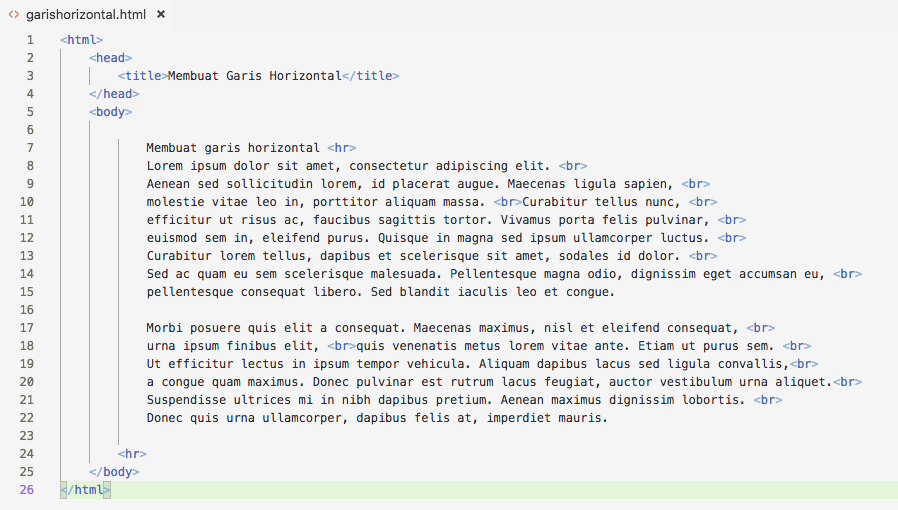 <> garishorizontal.html ×
1 <html>
2 <head>
3 <title>Membuat Garis Horizontal</title>
4 </head>
5 <body>
6
7 Membuat garis horizontal <hr>
8 Lorem ipsum dolor sit amet, consectetur adipiscing elit. <br>
9 Aenean sed sollicitudin lorem, id placerat augue. Maecenas ligula sapien, <br>
10 molestie vitae leo in, porttitor aliquam massa. <br>Curabitur tellus nunc, <br>
11 efficitur ut risus ac, faucibus sagittis tortor. Vivamus porta felis pulvinar, <br>
12 euismod sem in, eleifend purus. Quisque in magna sed ipsum ullamcorper luctus. <br>
13 Curabitur lorem tellus, dapibus et scelerisque sit amet, sodales id dolor. <br>
14 Sed ac quam eu sem scelerisque malesuada. Pellentesque magna odio, dignissim eget accumsan eu, <br>
15 pellentesque consequat libero. Sed blandit iaculis leo et congue.
16
17 Morbi posuere quis elit a consequat. Maecenas maximus, nisl et eleifend consequat, <br>
18 urna ipsum finibus elit, <br>quis venenatis metus lorem vitae ante. Etiam ut purus sem. <br>
19 Ut efficitur lectus in ipsum tempor vehicula. Aliquam dapibus lacus sed ligula convallis,<br>
20 a congue quam maximus. Donec pulvinar est rutrum lacus feugiat, auctor vestibulum urna aliquet.<br>
21 Suspendisse ultrices mi in nibh dapibus pretium. Aenean maximus dignissim lobortis. <br>
22 Donec quis urna ullamcorper, dapibus felis at, imperdiet mauris.
23
24 <hr>
25 </body>
26 </html>